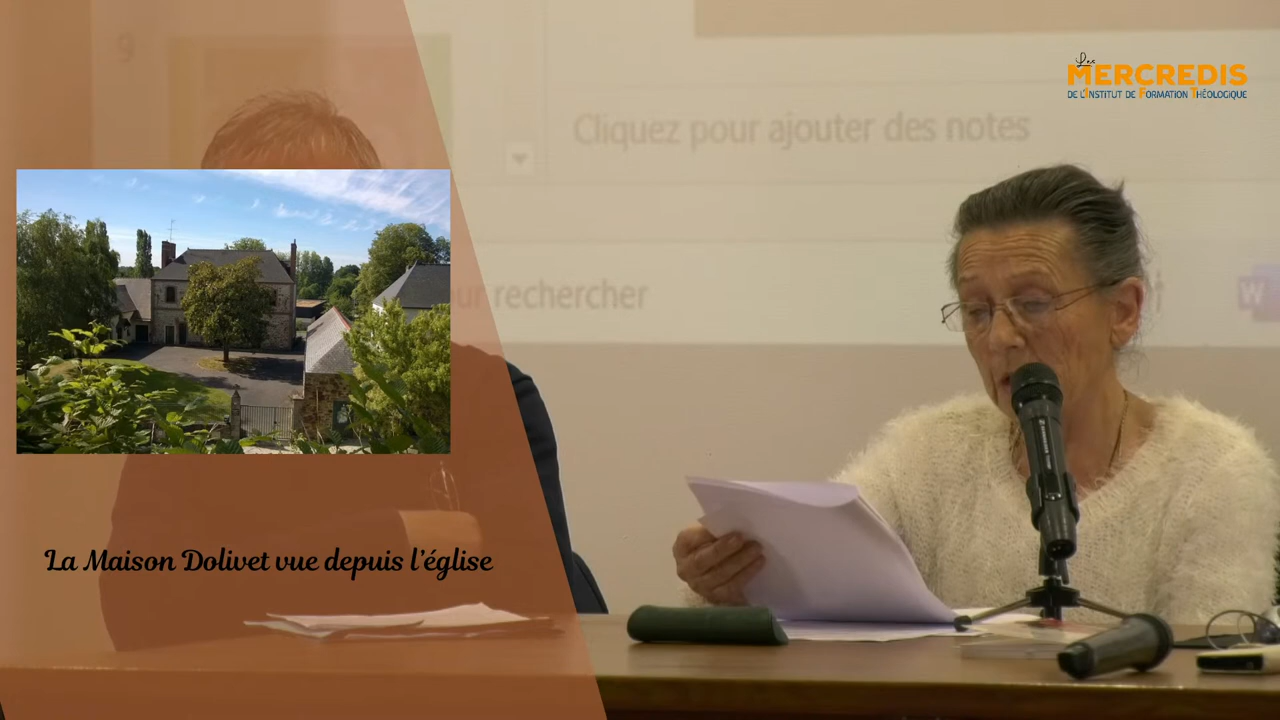 Les
MERCREDIS
DE L'INSTITUT DE FORMATION THÉOLOGIQUE
9
Cliquez pour ajouter des notes
ur rechercher
W
La Maison Dolivet vue depuis l'église